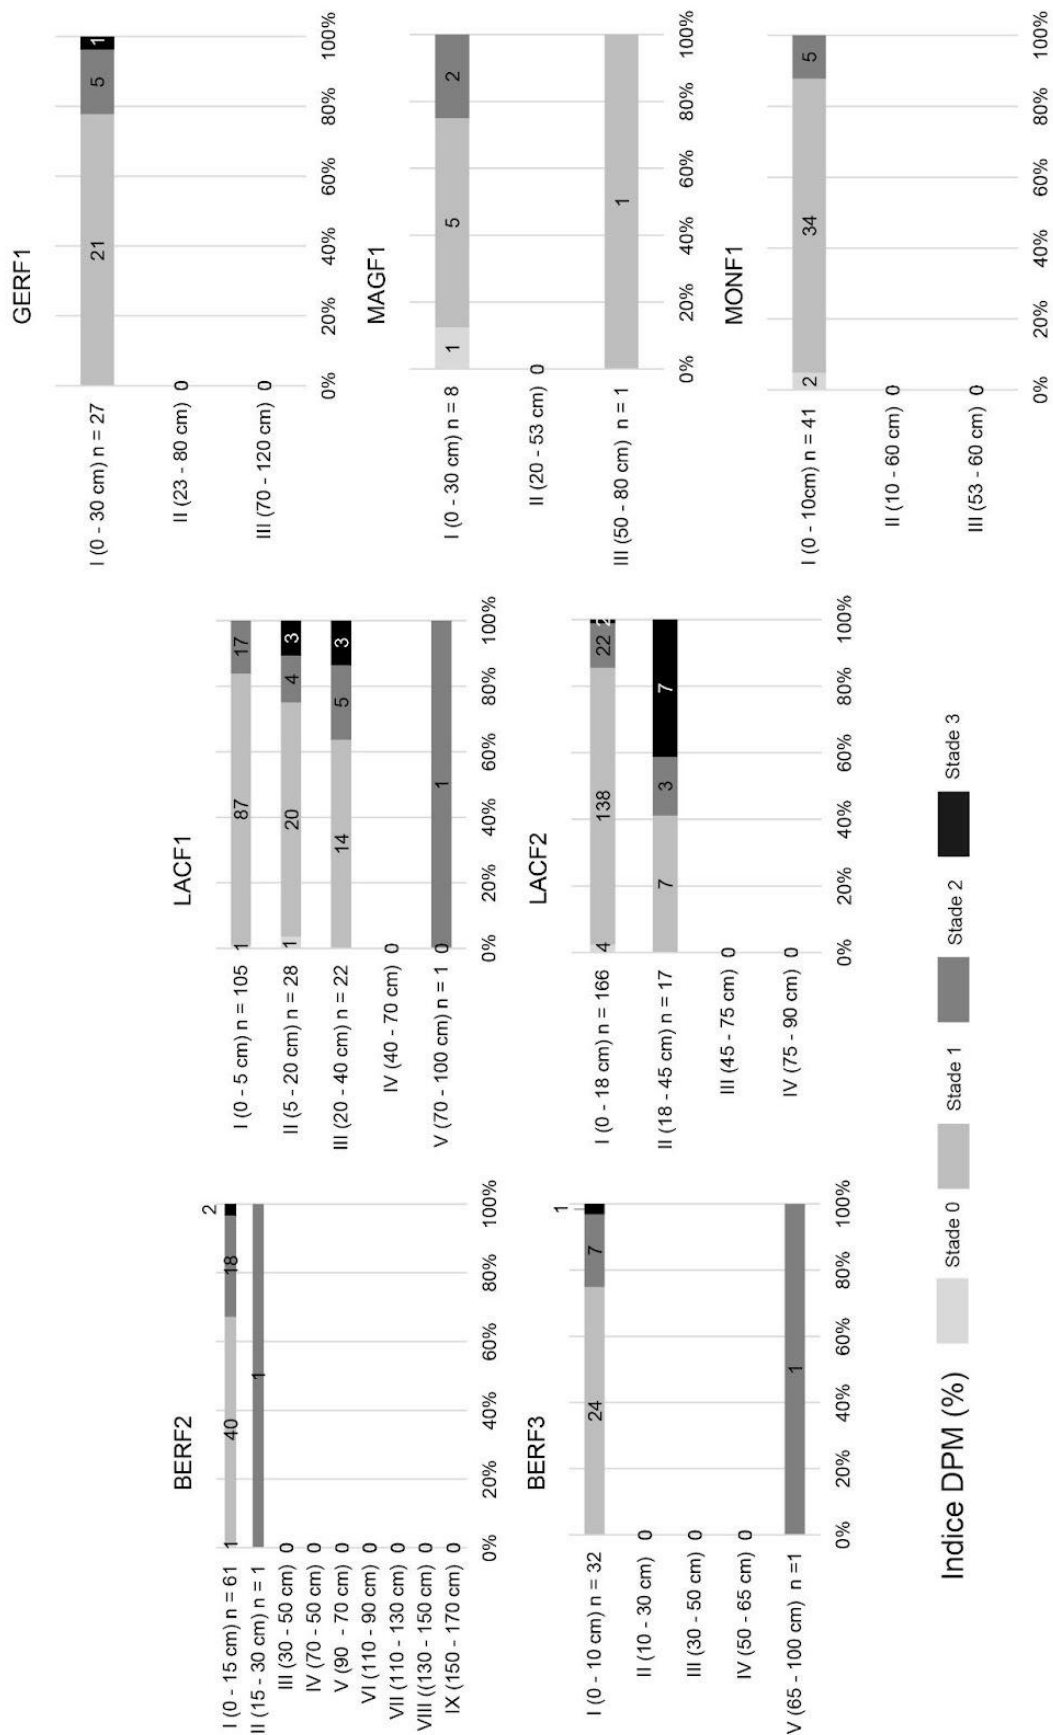 BERF2
I (0 - 15 cm) n = 61 1 40 18 2
II (15 - 30 cm) n = 1 1
III (30 - 50 cm) 0
IV (70 - 50 cm) 0
V (90 - 70 cm) 0
VI (110 - 90 cm) 0
VII (110 - 130 cm) 0
VIII ((130 - 150 cm) 0
IX (150 - 170 cm) 0
0% 20% 40% 60% 80% 100%
LACF1
I (0 - 5 cm) n = 105 1 87 17
II (5 - 20 cm) n = 28 1 20 4 3
III (20 - 40 cm) n = 22 14 5 3
IV (40 - 70 cm) 0
V (70 - 100 cm) n = 1 0 1
0% 20% 40% 60% 80% 100%
GERF1
I (0 - 30 cm) n = 27 21 5 1
II (23 - 80 cm) 0
III (70 - 120 cm) 0
0% 20% 40% 60% 80% 100%
MAGF1
I (0 - 30 cm) n = 8 1 5 2
II (20 - 53 cm) 0
III (50 - 80 cm) n = 1 1
0% 20% 40% 60% 80% 100%
BERF3
I (0 - 10 cm) n = 32 24 7 1
II (10 - 30 cm) 0
III (30 - 50 cm) 0
IV (50 - 65 cm) 0
V (65 - 100 cm) n =1 1
0% 20% 40% 60% 80% 100%
LACF2
I (0 - 18 cm) n = 166 4 138 22 2
II (18 - 45 cm) n = 17 7 3 7
III (45 - 75 cm) 0
IV (75 - 90 cm) 0
0% 20% 40% 60% 80% 100%
MONF1
I (0 - 10cm) n = 41 2 34 5
II (10 - 60 cm) 0
III (53 - 60 cm) 0
0% 20% 40% 60% 80% 100%
Indice DPM (%) Stade 0 Stade 1 Stade 2 Stade 3